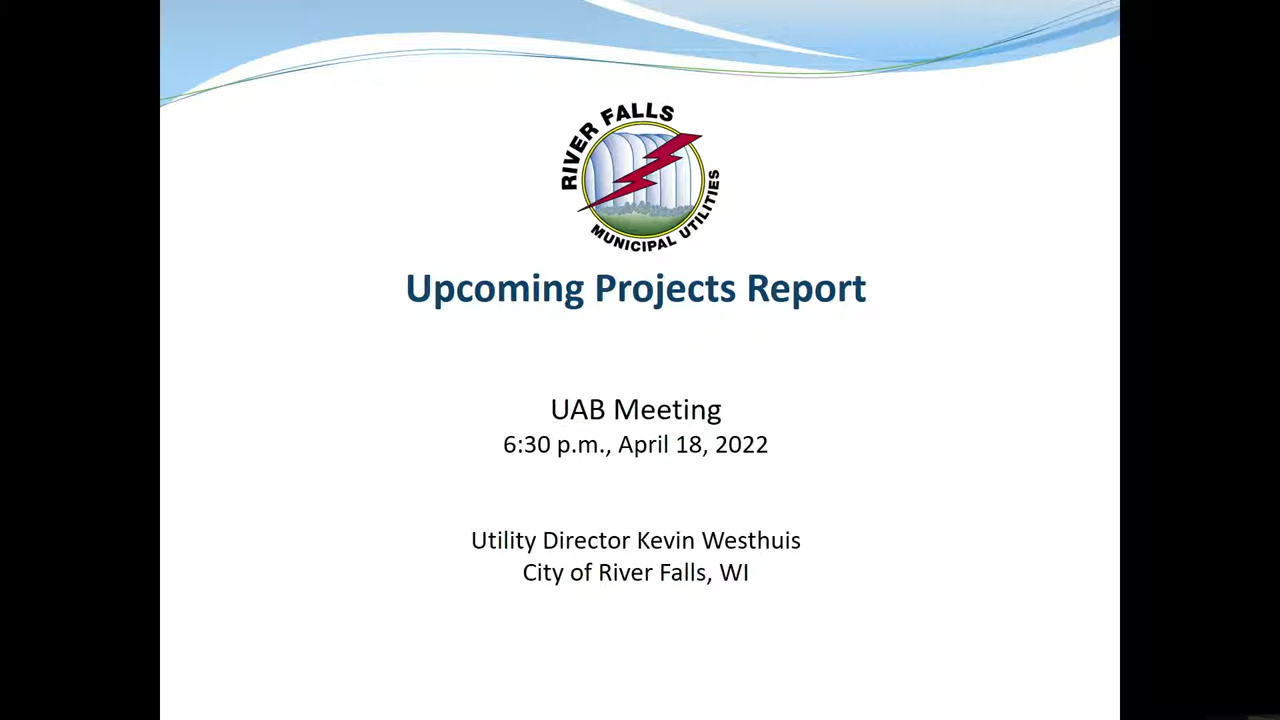 RIVER FALLS
MUNICIPAL UTILITIES
Upcoming Projects Report
UAB Meeting
6:30 p.m., April 18, 2022
Utility Director Kevin Westhuis
City of River Falls, WI